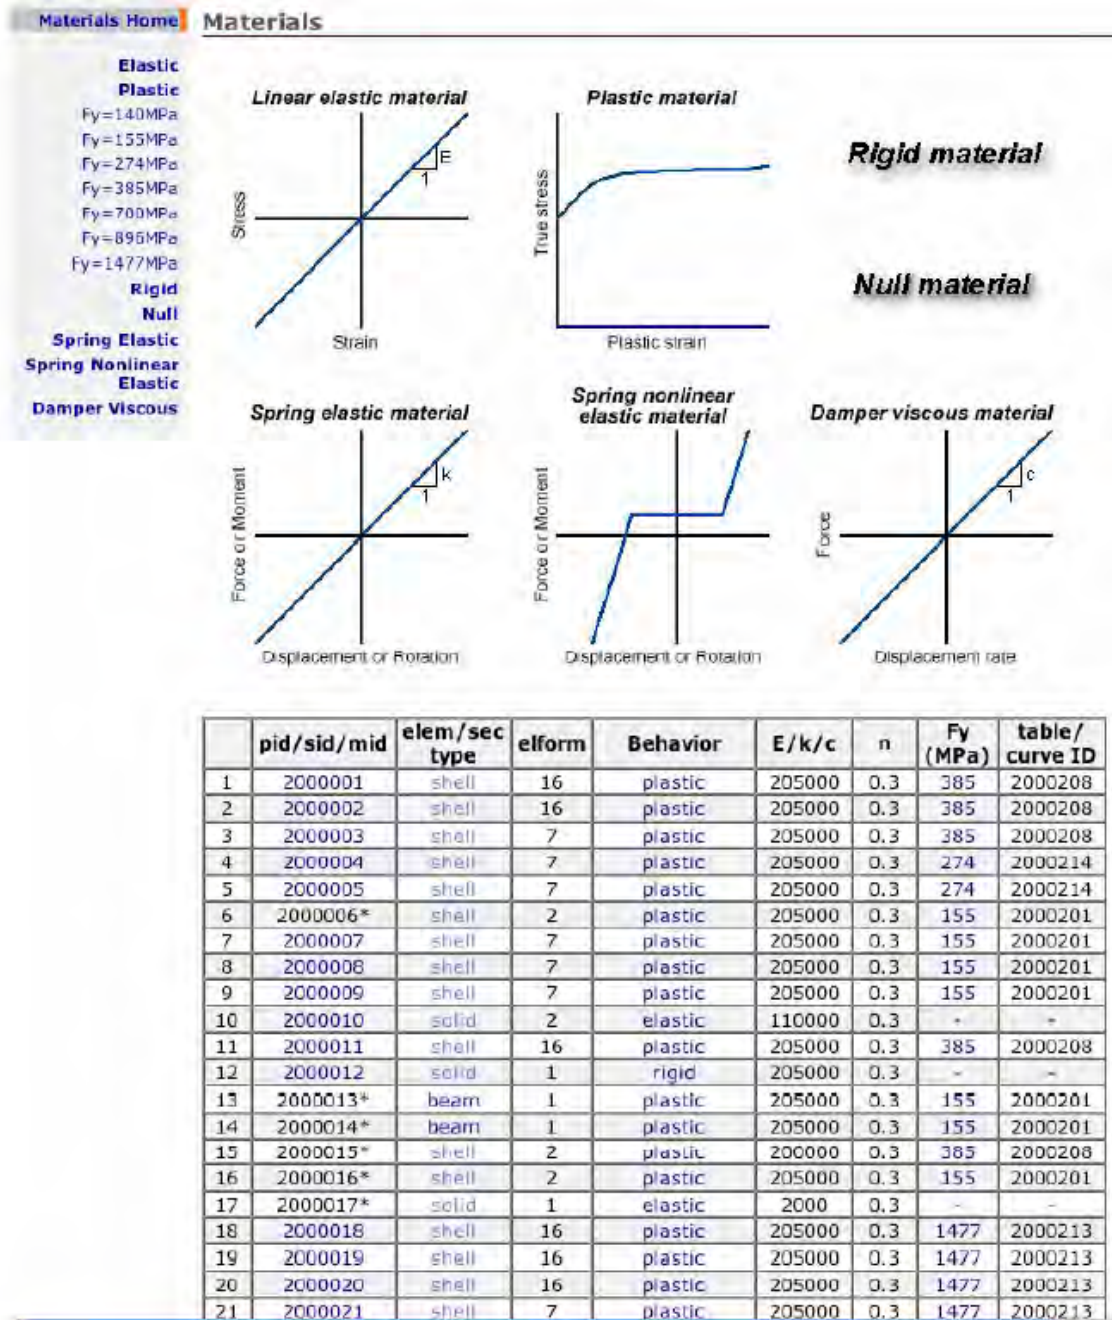 Materials Home
Materials
Elastic
Plastic
Fy=140MPa
Fy=155MPa
Fy=274MPa
Fy=385MPa
Fy=700MPa
Fy=896MPa
Fy=1477MPa
Rigid
Null
Spring Elastic
Spring Nonlinear
Elastic
Damper Viscous
Linear elastic material
Stress
E
1
Strain
Plastic material
True stress
Plastic strain
Rigid material
Null material
Spring elastic material
Force or Moment
k
1
Displacement or Rotation
Spring nonlinear
elastic material
Force or Moment
Displacement or Rotation
Damper viscous material
Force
c
1
Displacement rate
pid/sid/mid elem/sec type elform Behavior E/k/c n Fy (MPa) table/ curve ID
1 2000001 shell 16 plastic 205000 0.3 385 2000208
2 2000002 shell 16 plastic 205000 0.3 385 2000208
3 2000003 shell 7 plastic 205000 0.3 385 2000208
4 2000004 shell 7 plastic 205000 0.3 274 2000214
5 2000005 shell 7 plastic 205000 0.3 274 2000214
6 2000006* shell 2 plastic 205000 0.3 155 2000201
7 2000007 shell 7 plastic 205000 0.3 155 2000201
8 2000008 shell 7 plastic 205000 0.3 155 2000201
9 2000009 shell 7 plastic 205000 0.3 155 2000201
10 2000010 solid 2 elastic 110000 0.3 - -
11 2000011 shell 16 plastic 205000 0.3 385 2000208
12 2000012 solid 1 rigid 205000 0.3 - -
13 2000013* beam 1 plastic 205000 0.3 155 2000201
14 2000014* beam 1 plastic 205000 0.3 155 2000201
15 2000015* shell 2 plastic 200000 0.3 385 2000208
16 2000016* shell 2 plastic 205000 0.3 155 2000201
17 2000017* solid 1 elastic 2000 0.3 - -
18 2000018 shell 16 plastic 205000 0.3 1477 2000213
19 2000019 shell 16 plastic 205000 0.3 1477 2000213
20 2000020 shell 16 plastic 205000 0.3 1477 2000213
21 2000021 shell 7 plastic 205000 0.3 1477 2000213